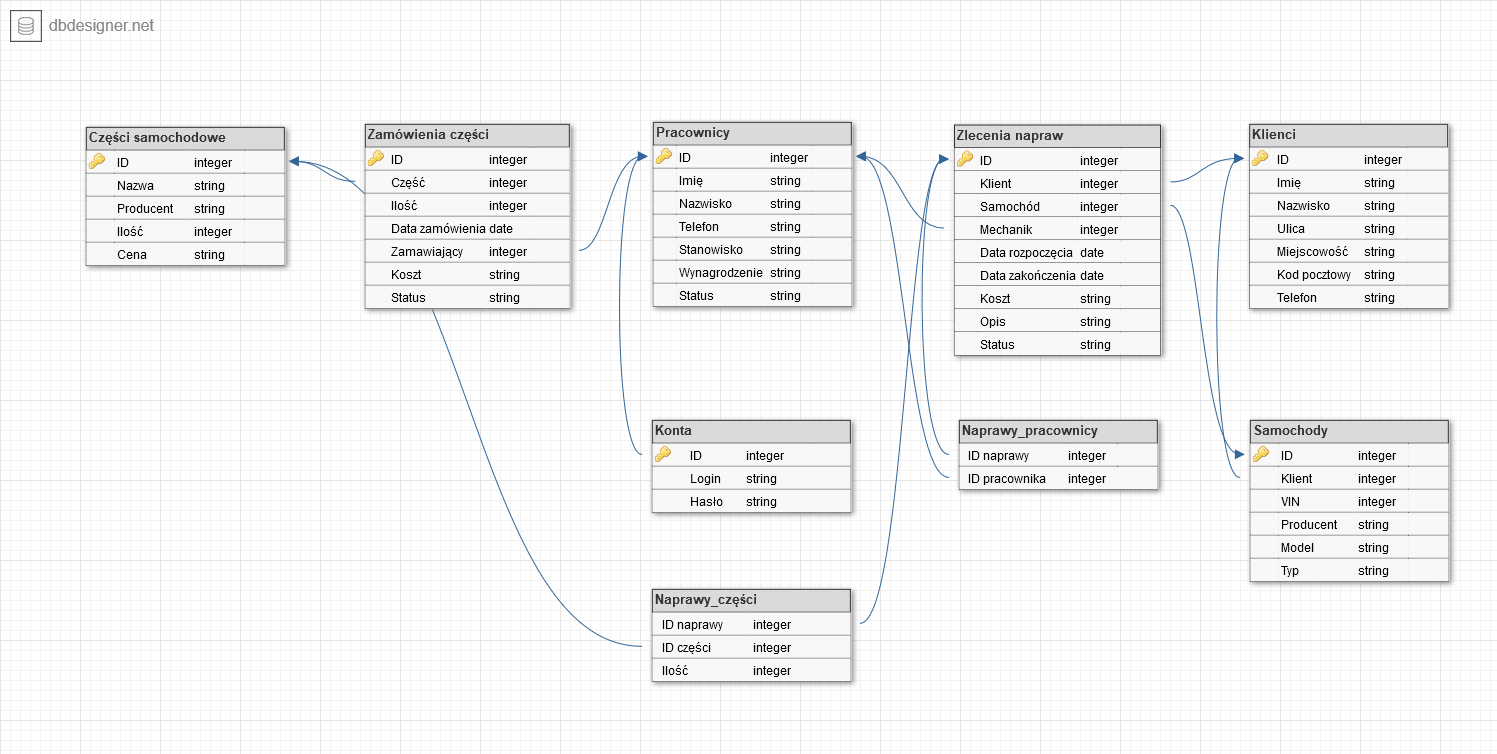 dbdesigner.net
Części samochodowe
ID integer
Nazwa string
Producent string
Ilość integer
Cena string
Zamówienia części
ID integer
Część integer
Ilość integer
Data zamówienia date
Zamawiający integer
Koszt string
Status string
Pracownicy
ID integer
Imię string
Nazwisko string
Telefon string
Stanowisko string
Wynagrodzenie string
Status string
Zlecenia napraw
ID integer
Klient integer
Samochód integer
Mechanik integer
Data rozpoczęcia date
Data zakończenia date
Koszt string
Opis string
Status string
Klienci
ID integer
Imię string
Nazwisko string
Ulica string
Miejscowość string
Kod pocztowy string
Telefon string
Konta
ID integer
Login string
Hasło string
Naprawy_pracownicy
ID naprawy integer
ID pracownika integer
Samochody
ID integer
Klient integer
VIN integer
Producent string
Model string
Typ string
Naprawy_części
ID naprawy integer
ID części integer
Ilość integer